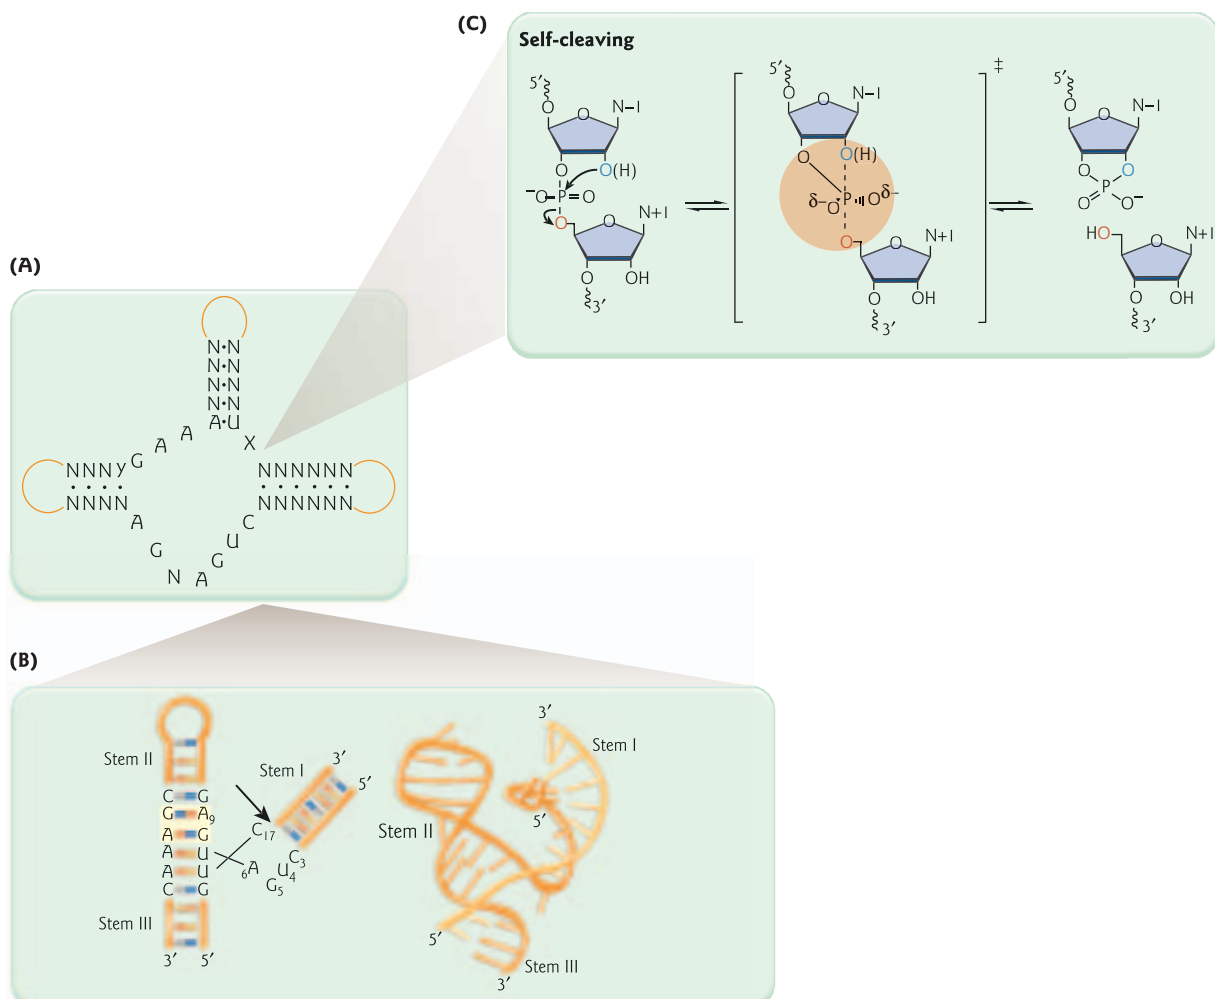 (C)
Self-cleaving
5′
O
O
N–I
O
O(H)
⁻O–P=O
O
O
N+I
O
OH
3′
‡
5′
O
O
N–I
O
O(H)
δ–
O
P
O
δ–
O
O
N+I
O
OH
3′
5′
O
O
N–I
O
O
P
O
O⁻
HO
O
N+I
O
OH
3′
(A)
N•N
N•N
N•N
N•N
A•U
G A A
X
NNNy
NNNNNN
• • • •
• • • • • •
NNNN
NNNNNN
A
G
N
A
G
U
C
(B)
Stem II
C G
G A9
A G
A U
A U
C G
Stem III
3′ 5′
Stem I
3′
5′
C17
6A
G5
U4
C3
3′
Stem I
5′
Stem II
5′
Stem III
3′